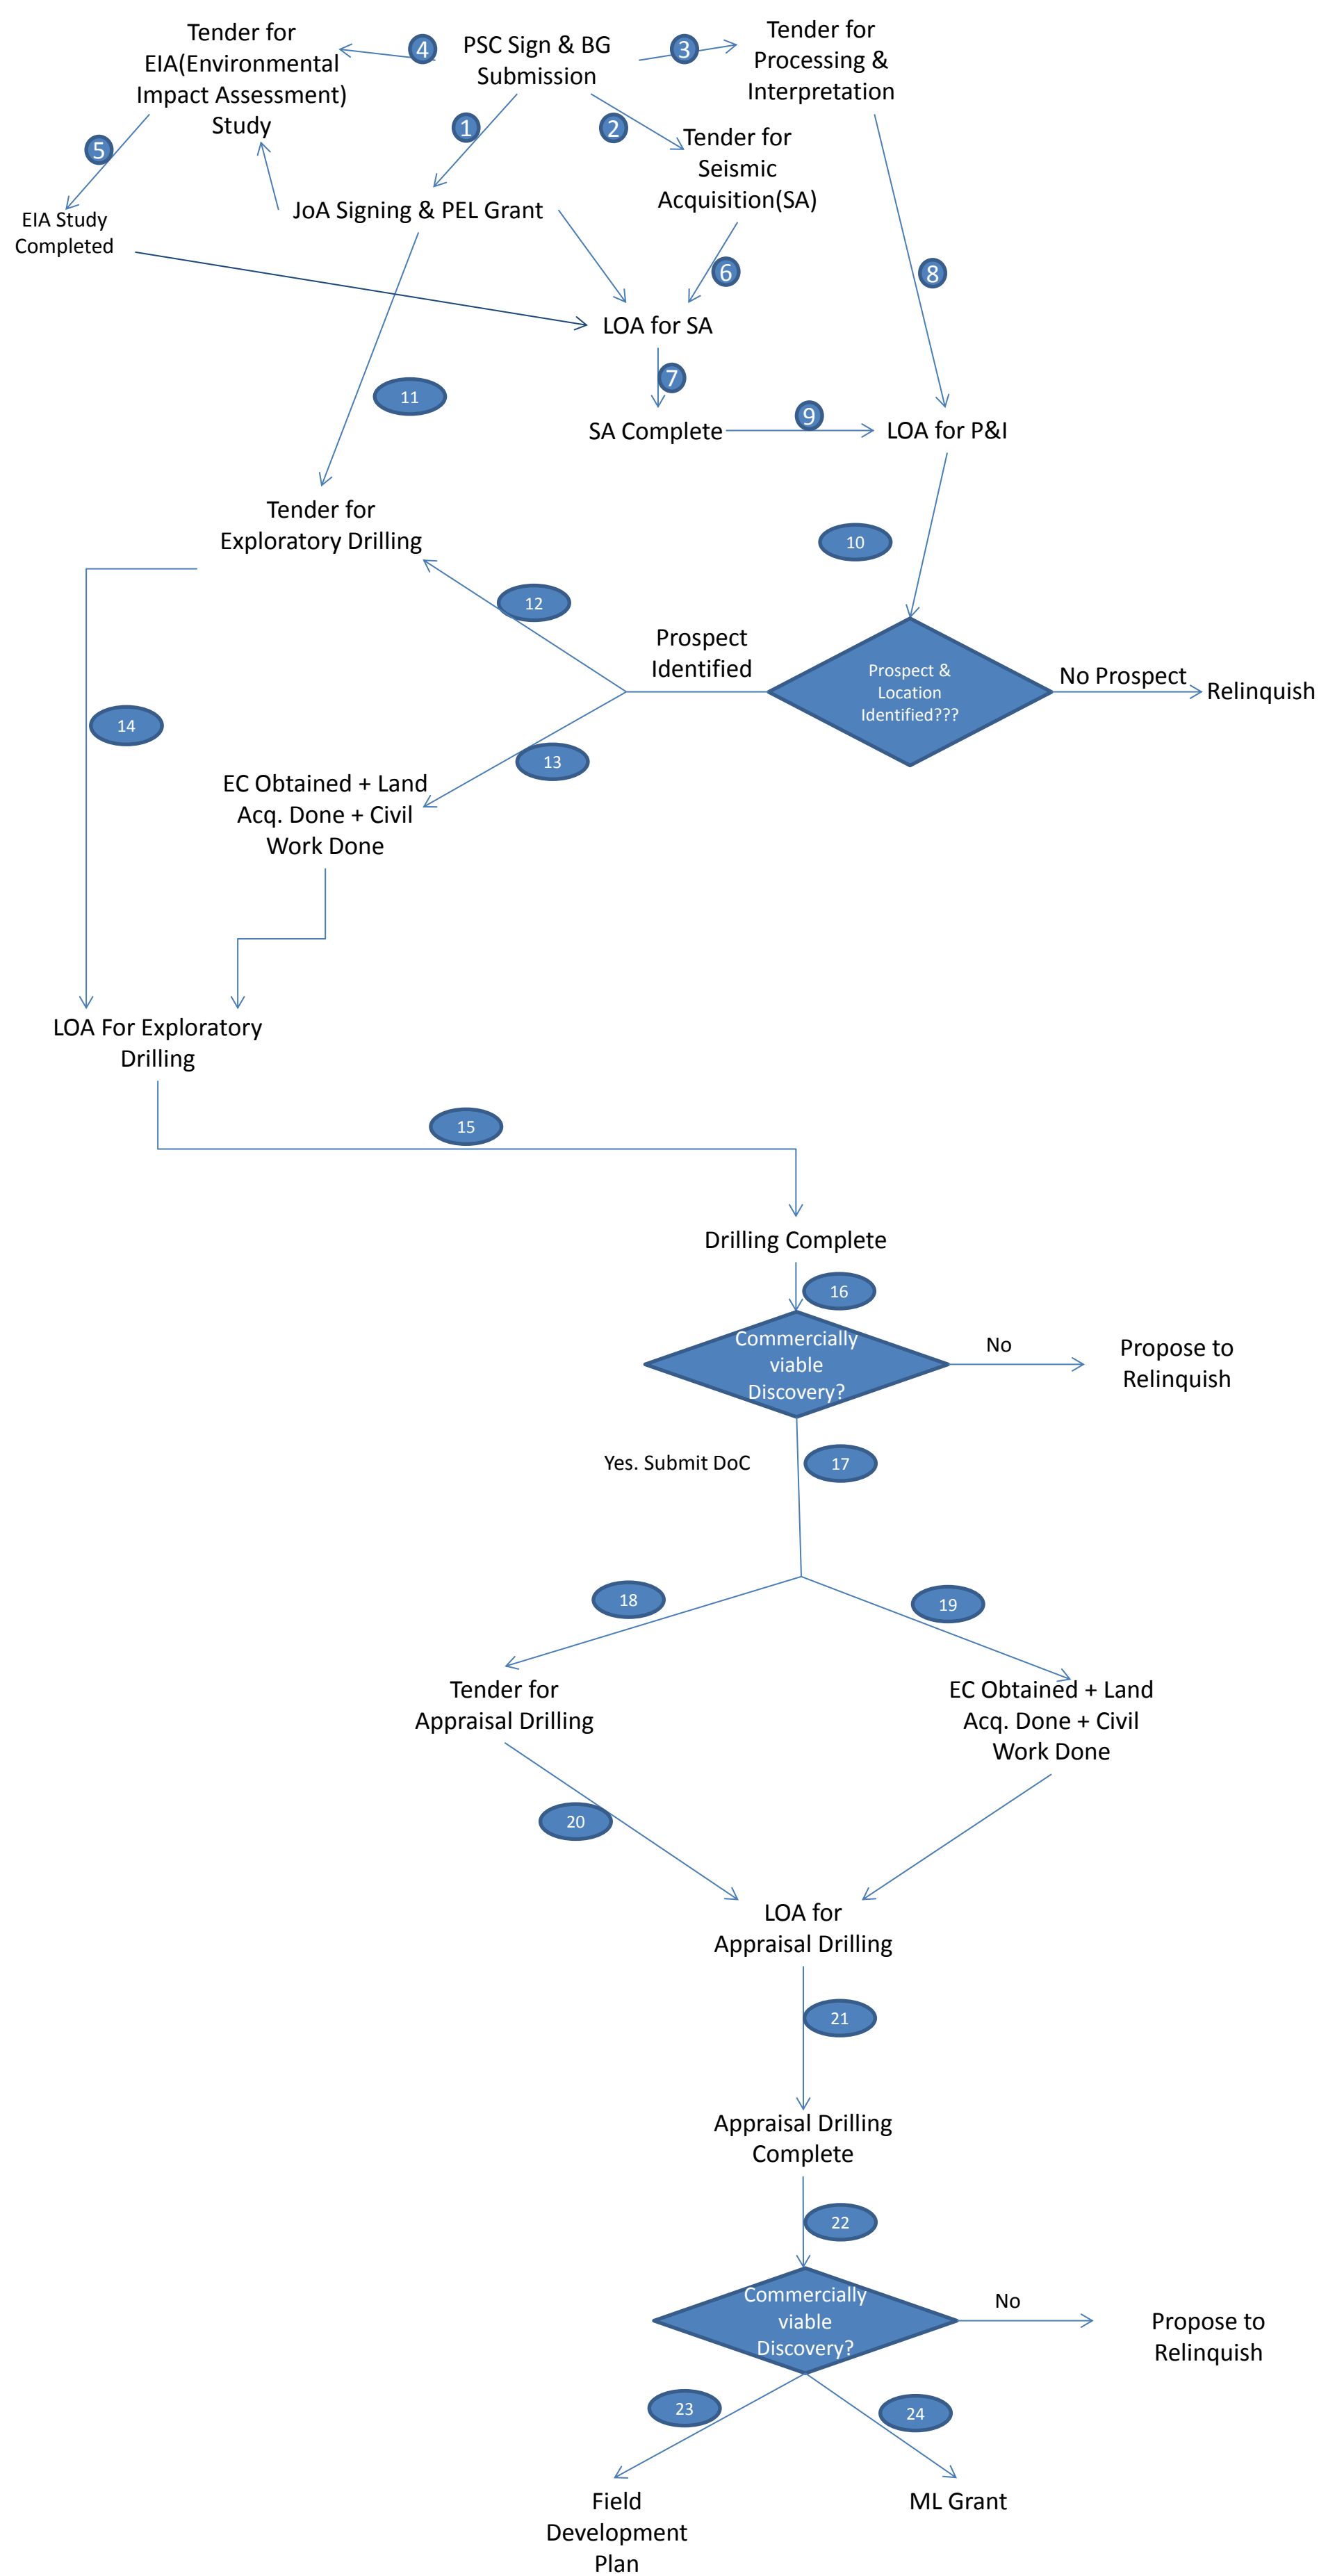 Tender for
EIA(Environmental
Impact Assessment)
Study
4
PSC Sign & BG
Submission
3
Tender for
Processing &
Interpretation
5
1
2
Tender for
Seismic
Acquisition(SA)
EIA Study
Completed
JoA Signing & PEL Grant
6
8
LOA for SA
7
11
SA Complete
9
LOA for P&I
Tender for
Exploratory Drilling
10
12
Prospect
Identified
Prospect &
Location
Identified???
No Prospect
Relinquish
14
13
EC Obtained + Land
Acq. Done + Civil
Work Done
LOA For Exploratory
Drilling
15
Drilling Complete
16
Commercially
viable
Discovery?
No
Propose to
Relinquish
Yes. Submit DoC
17
18
19
Tender for
Appraisal Drilling
EC Obtained + Land
Acq. Done + Civil
Work Done
20
LOA for
Appraisal Drilling
21
Appraisal Drilling
Complete
22
Commercially
viable
Discovery?
No
Propose to
Relinquish
23
24
Field
Development
Plan
ML Grant